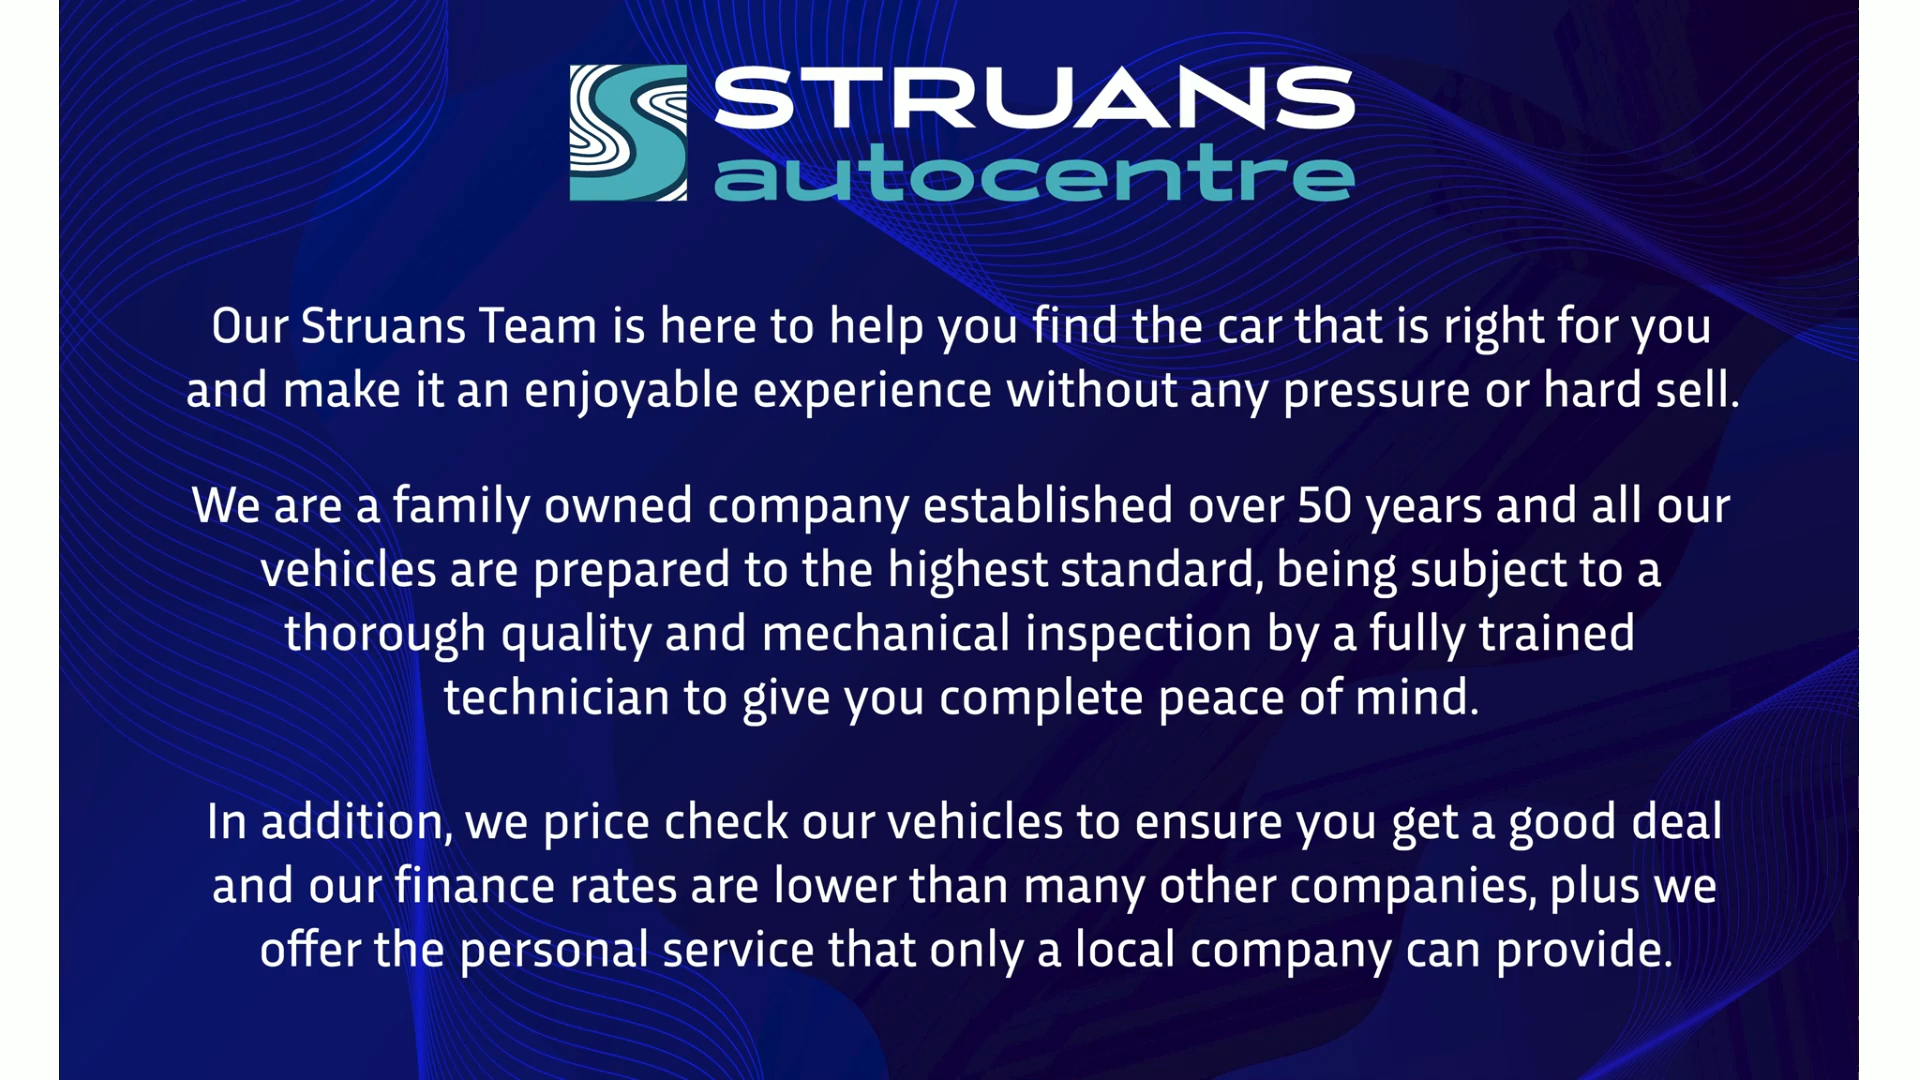 STRUANS
autocentre
Our Struans Team is here to help you find the car that is right for you
and make it an enjoyable experience without any pressure or hard sell.
We are a family owned company established over 50 years and all our
vehicles are prepared to the highest standard, being subject to a
thorough quality and mechanical inspection by a fully trained
technician to give you complete peace of mind.
In addition, we price check our vehicles to ensure you get a good deal
and our finance rates are lower than many other companies, plus we
offer the personal service that only a local company can provide.